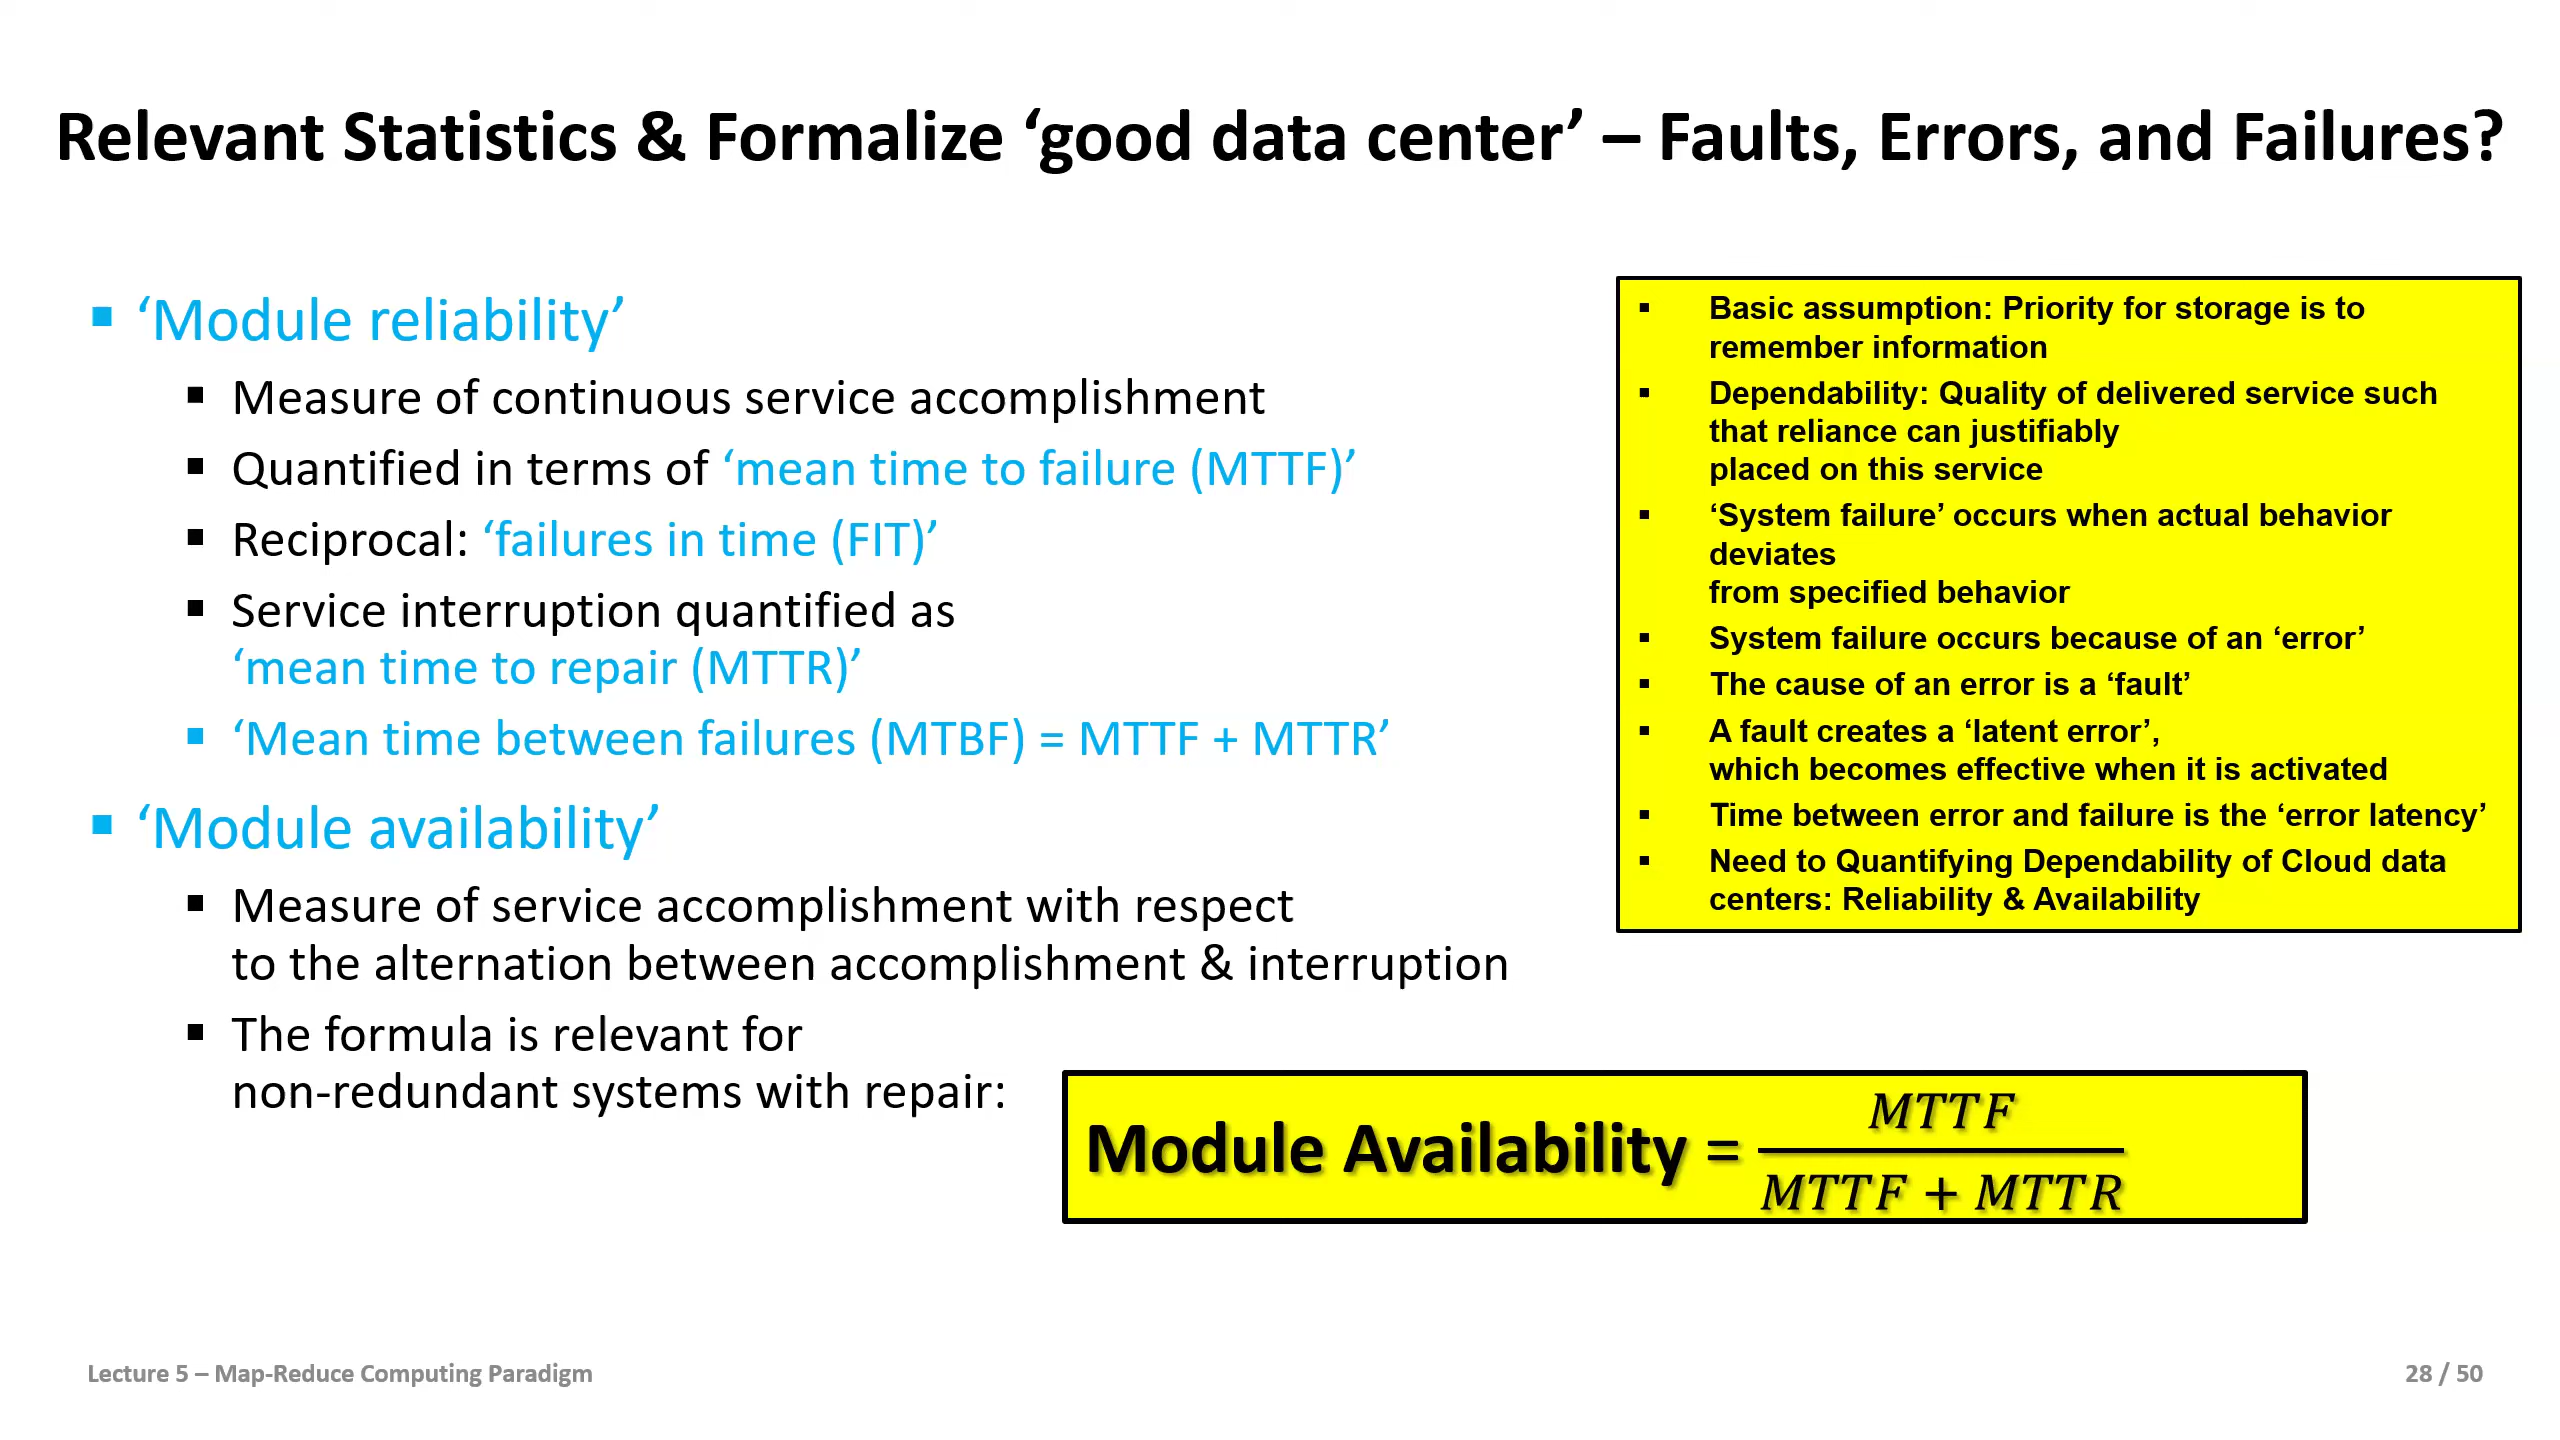 Relevant Statistics & Formalize ‘good data center’ – Faults, Errors, and Failures?
▪ ‘Module reliability’
▪ Measure of continuous service accomplishment
▪ Quantified in terms of ‘mean time to failure (MTTF)’
▪ Reciprocal: ‘failures in time (FIT)’
▪ Service interruption quantified as
‘mean time to repair (MTTR)’
▪ ‘Mean time between failures (MTBF) = MTTF + MTTR’
▪ ‘Module availability’
▪ Measure of service accomplishment with respect
to the alternation between accomplishment & interruption
▪ The formula is relevant for
non-redundant systems with repair:
▪ Basic assumption: Priority for storage is to
remember information
▪ Dependability: Quality of delivered service such
that reliance can justifiably
placed on this service
▪ ‘System failure’ occurs when actual behavior
deviates
from specified behavior
▪ System failure occurs because of an ‘error’
▪ The cause of an error is a ‘fault’
▪ A fault creates a ‘latent error’,
which becomes effective when it is activated
▪ Time between error and failure is the ‘error latency’
▪ Need to Quantifying Dependability of Cloud data
centers: Reliability & Availability
MTTF
Module Availability =
MTTF + MTTR
Lecture 5 – Map-Reduce Computing Paradigm
28 / 50